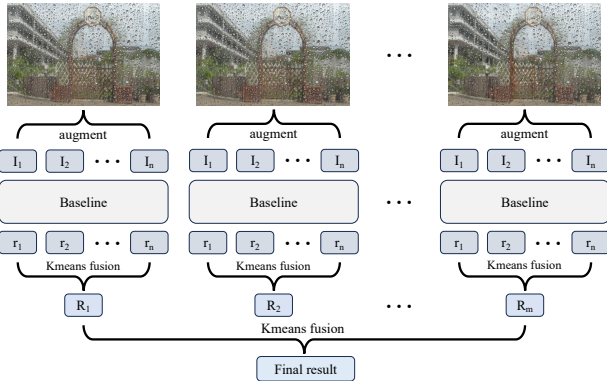 augment augment augment
I₁ I₂ ··· Iₙ I₁ I₂ ··· Iₙ I₁ I₂ ··· Iₙ
Baseline Baseline ··· Baseline
r₁ r₂ ··· rₙ r₁ r₂ ··· rₙ r₁ r₂ ··· rₙ
Kmeans fusion Kmeans fusion Kmeans fusion
R₁ R₂ ··· Rₘ
Kmeans fusion
Final result